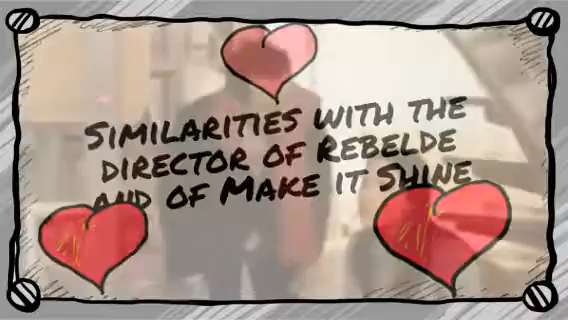 Similarities with the
director of Rebelde
and of Make it Shine